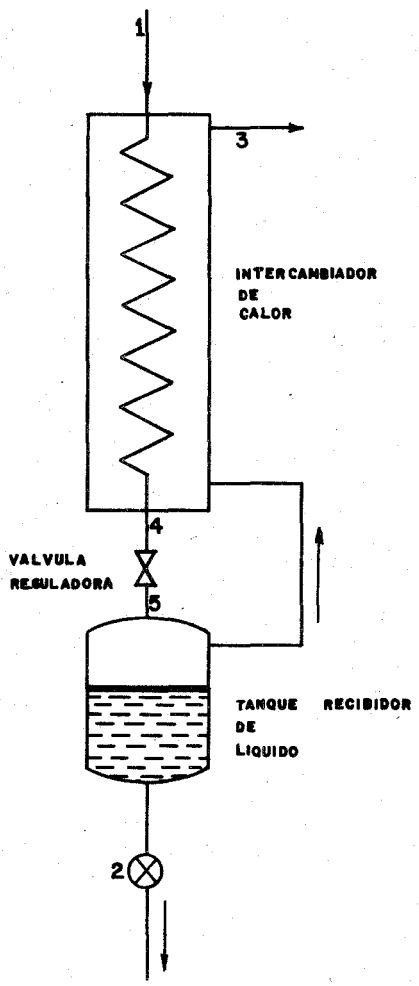 1
3
INTERCAMBIADOR
DE
CALOR
4
VALVULA
REGULADORA
5
TANQUE RECIBIDOR
DE
LIQUIDO
2